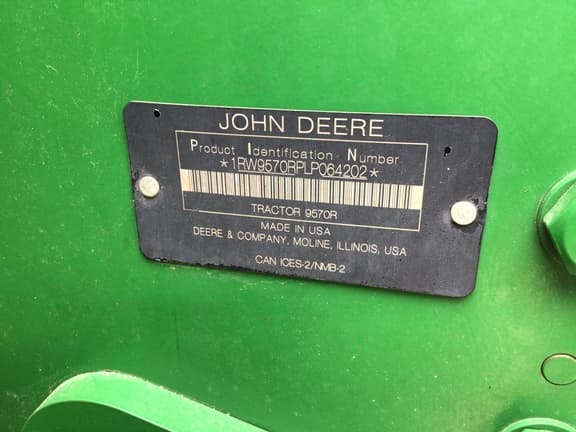 JOHN DEERE
Product Identification Number
*1RW9570RPLP064202*
TRACTOR 9570R
MADE IN USA
DEERE & COMPANY, MOLINE, ILLINOIS, USA
CAN ICES-2/NMB-2